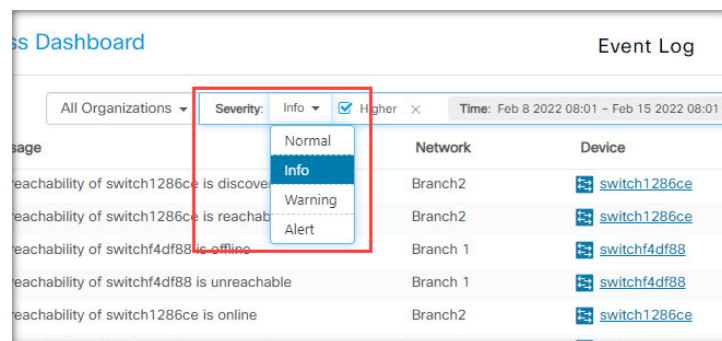 ss Dashboard
Event Log
All Organizations Severity: Info Higher × Time: Feb 8 2022 08:01 - Feb 15 2022 08:01
sage Network Device
Normal
Info
Warning
Alert
reachability of switch1286ce is discove Branch2 switch1286ce
reachability of switch1286ce is reachab Branch2 switch1286ce
reachability of switchf4df88 is offline Branch 1 switchf4df88
reachability of switchf4df88 is unreachable Branch 1 switchf4df88
reachability of switch1286ce is online Branch2 switch1286ce